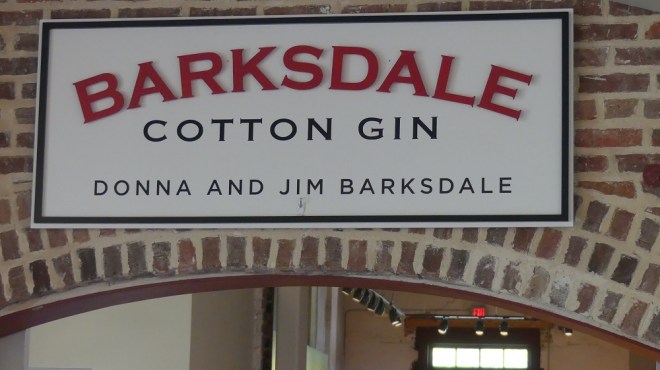 BARKSDALE
COTTON GIN
DONNA AND JIM BARKSDALE